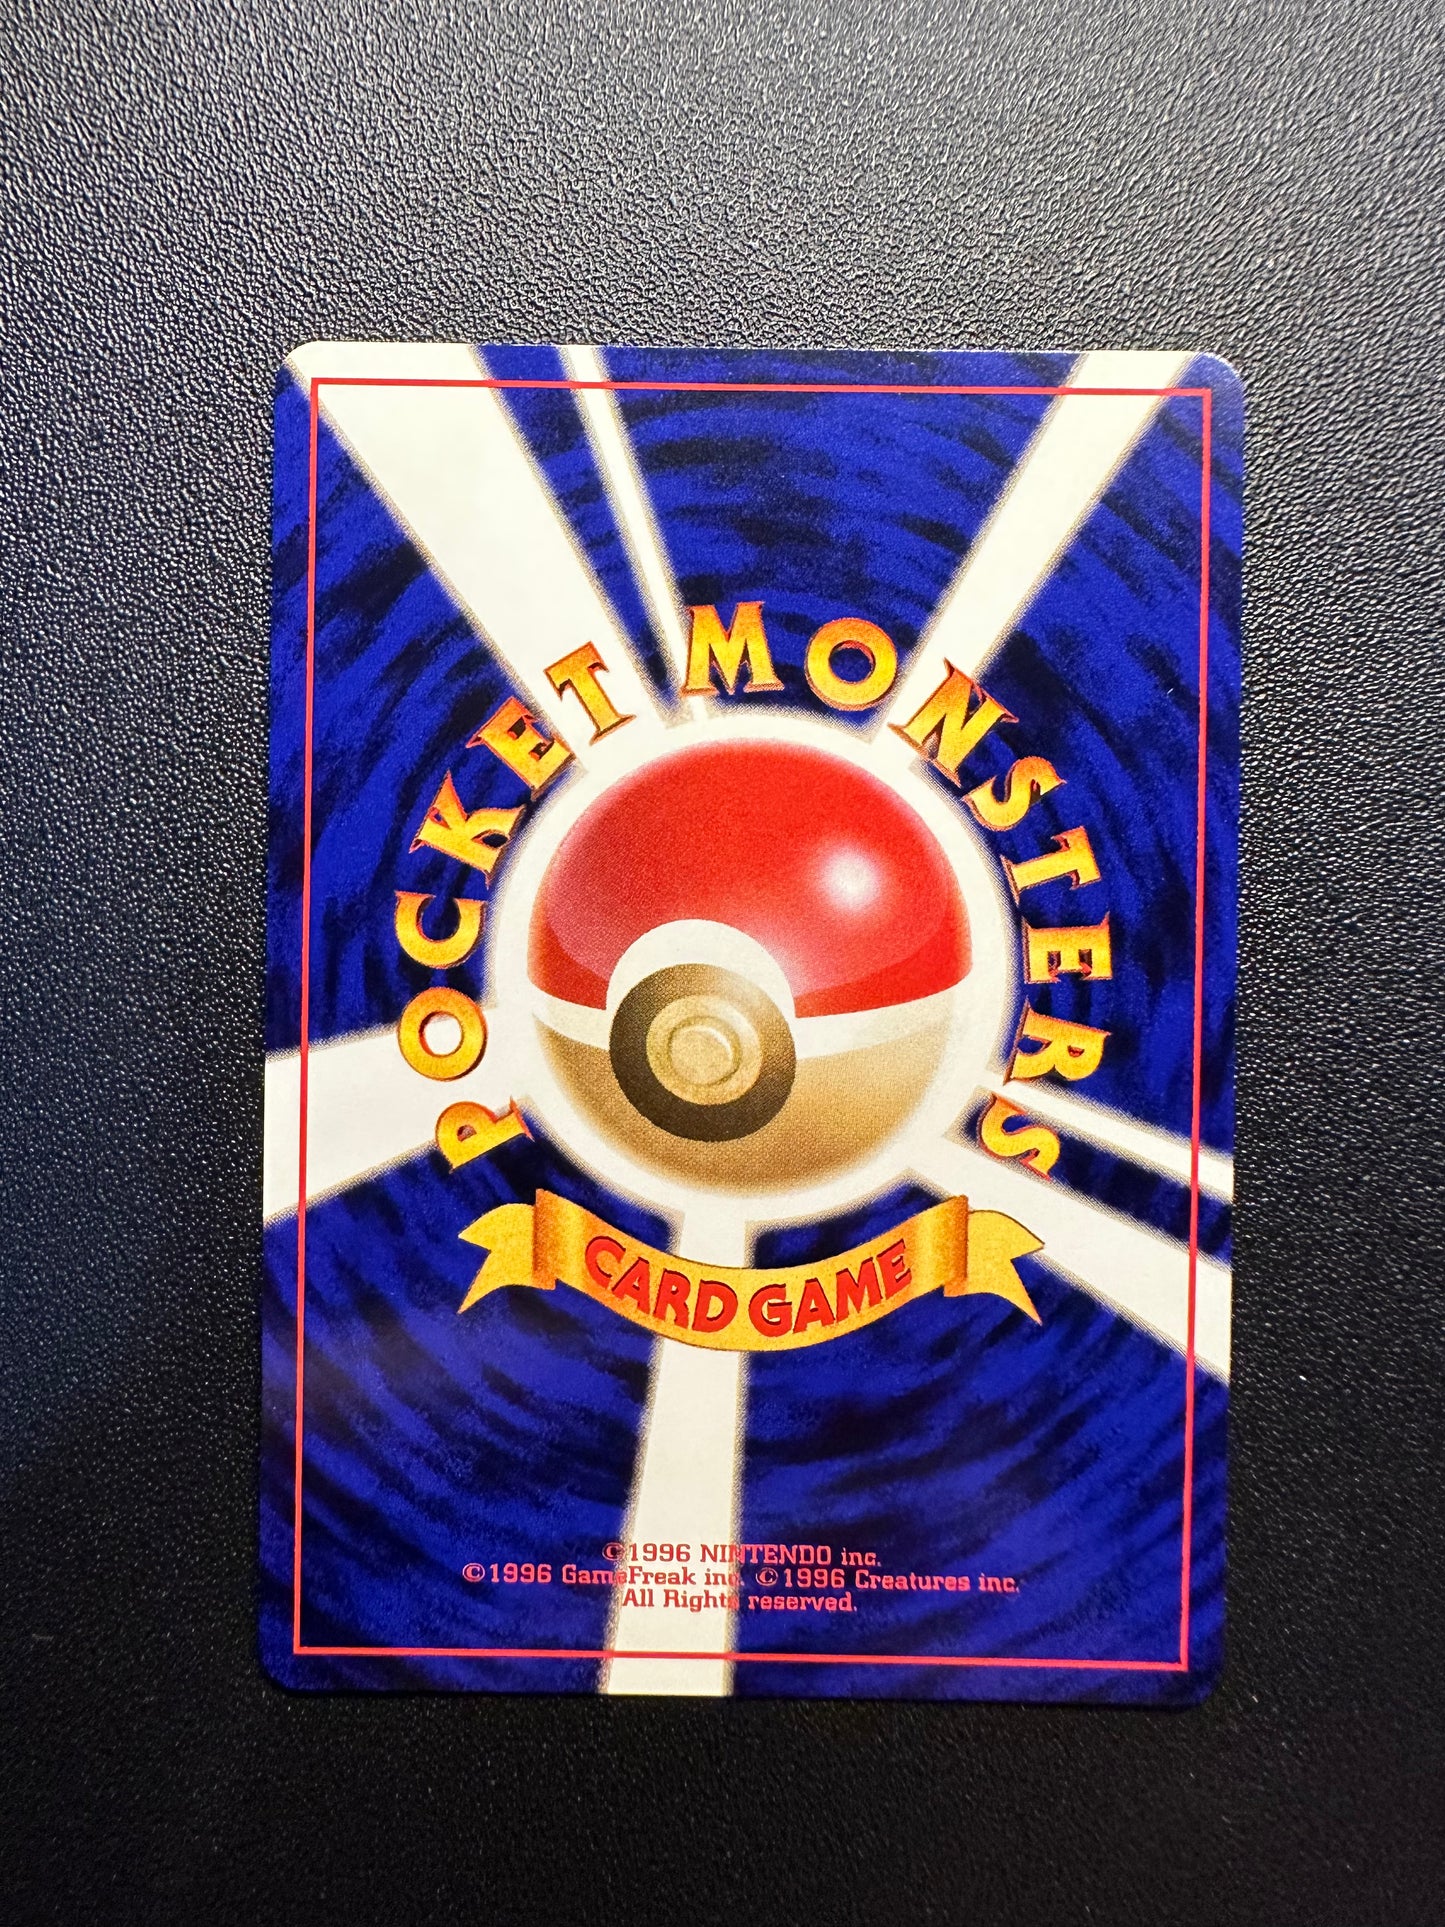 POCKET MONSTERS
CARD GAME
©1996 NINTENDO inc.
©1996 GameFreak inc. ©1996 Creatures inc.
All Rights reserved.